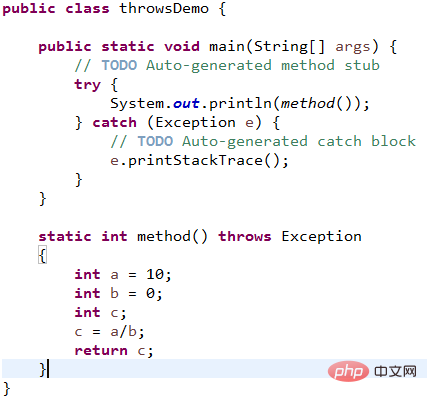 public class throwsDemo {
public static void main(String[] args) {
// TODO Auto-generated method stub
try {
System.out.println(method());
} catch (Exception e) {
// TODO Auto-generated catch block
e.printStackTrace();
}
}
static int method() throws Exception
{
int a = 10;
int b = 0;
int c;
c = a/b;
return c;
}
}
php 中文网